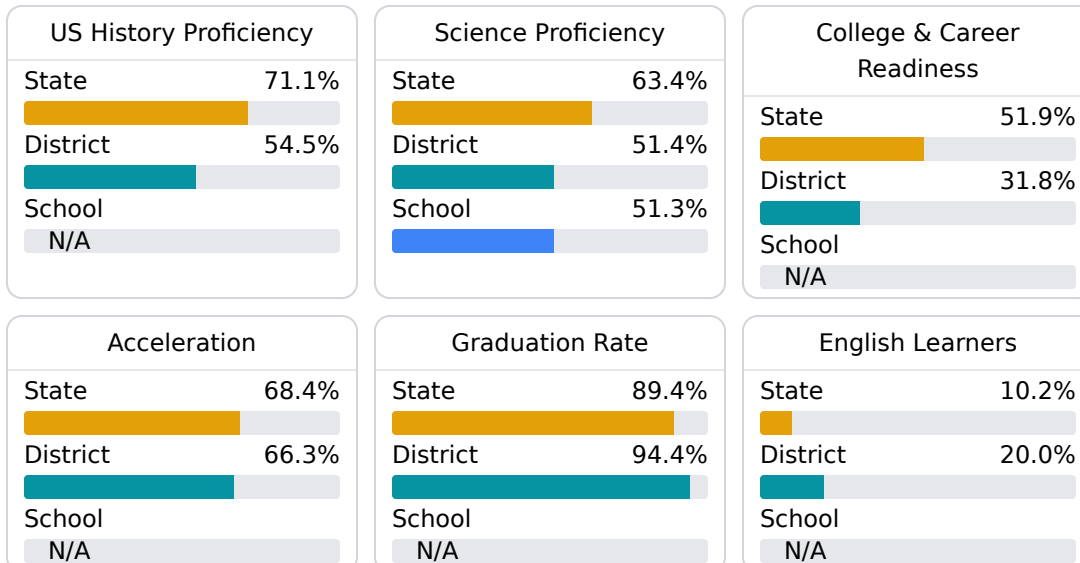 US History Proficiency
State 71.1%
District 54.5%
School
N/A
Science Proficiency
State 63.4%
District 51.4%
School 51.3%
College & Career
Readiness
State 51.9%
District 31.8%
School
N/A
Acceleration
State 68.4%
District 66.3%
School
N/A
Graduation Rate
State 89.4%
District 94.4%
School
N/A
English Learners
State 10.2%
District 20.0%
School
N/A